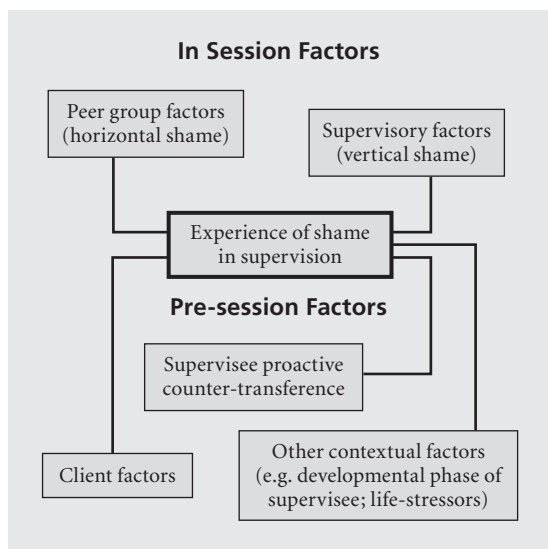 In Session Factors
Peer group factors
(horizontal shame)
Supervisory factors
(vertical shame)
Experience of shame
in supervision
Pre-session Factors
Supervisee proactive
counter-transference
Client factors
Other contextual factors
(e.g. developmental phase of
supervisee; life-stressors)